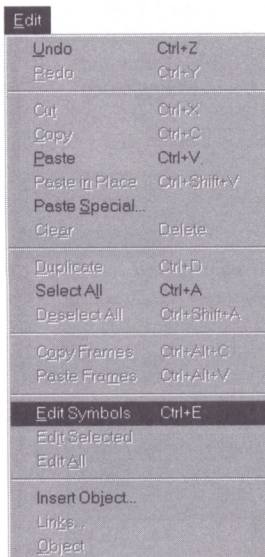 Edit
Undo Ctrl+Z
Redo Ctrl+Y
Cut Ctrl+X
Copy Ctrl+C
Paste Ctrl+V
Paste in Place Ctrl+Shift+V
Paste Special...
Clear Delete
Duplicate Ctrl+D
Select All Ctrl+A
Deselect All Ctrl+Shift+A
Copy Frames Ctrl+Alt+C
Paste Frames Ctrl+Alt+V
Edit Symbols Ctrl+E
Edit Selected
Edit All
Insert Object...
Links...
Object